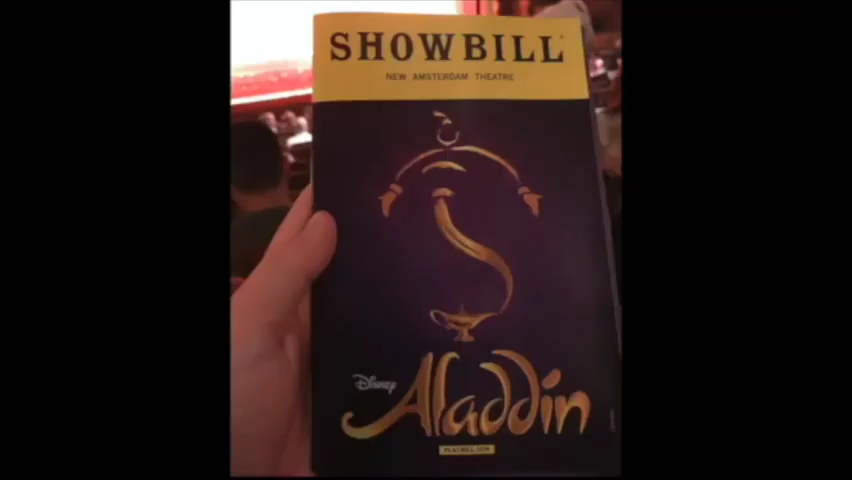 SHOWBILL
NEW AMSTERDAM THEATRE
Disney
Aladdin
PLAYBILL.COM